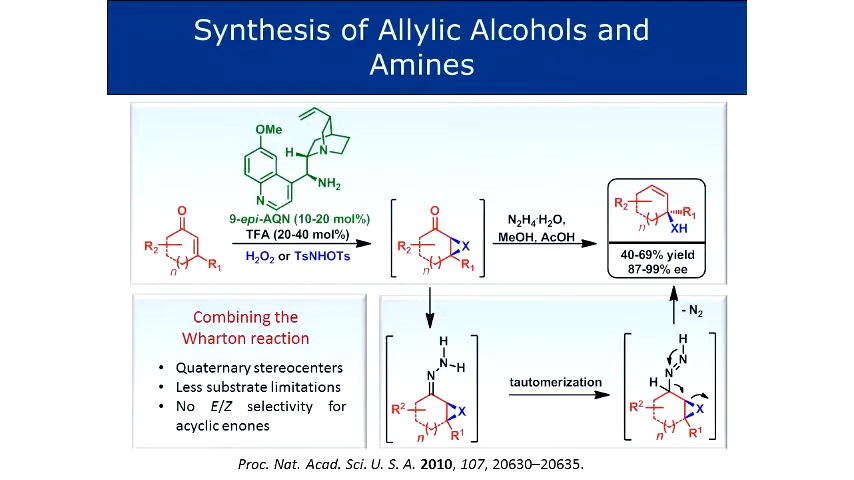 Synthesis of Allylic Alcohols and
Amines
OMe
H
N
N
NH₂
9-epi-AQN (10-20 mol%)
TFA (20-40 mol%)
H₂O₂ or TsNHOTs
O
R₂
n
R₁
O
R₂
X
n
R₁
N₂H₄·H₂O,
MeOH, AcOH
R₂
R₁
n
XH
40-69% yield
87-99% ee
Combining the
Wharton reaction
• Quaternary stereocenters
• Less substrate limitations
• No E/Z selectivity for
acyclic enones
H
N
H
N
R²
X
n
R¹
tautomerization
- N₂
H
N
N
H
R²
X
n
R¹
Proc. Nat. Acad. Sci. U. S. A. 2010, 107, 20630–20635.